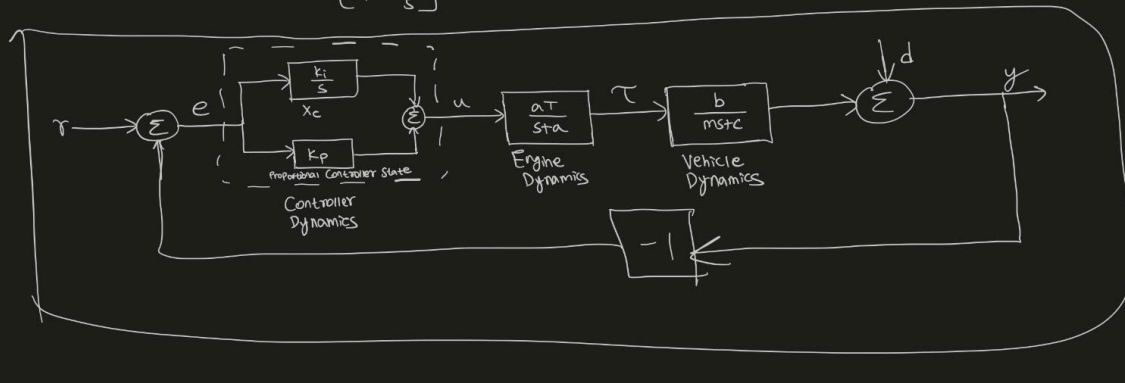 d
y
ki
s
xc
e
u
r
Σ
Σ
aT
s+a
τ
b
ms+c
Σ
Kp
Proportional Controller State
Controller
Dynamics
Engine
Dynamics
Vehicle
Dynamics
-1